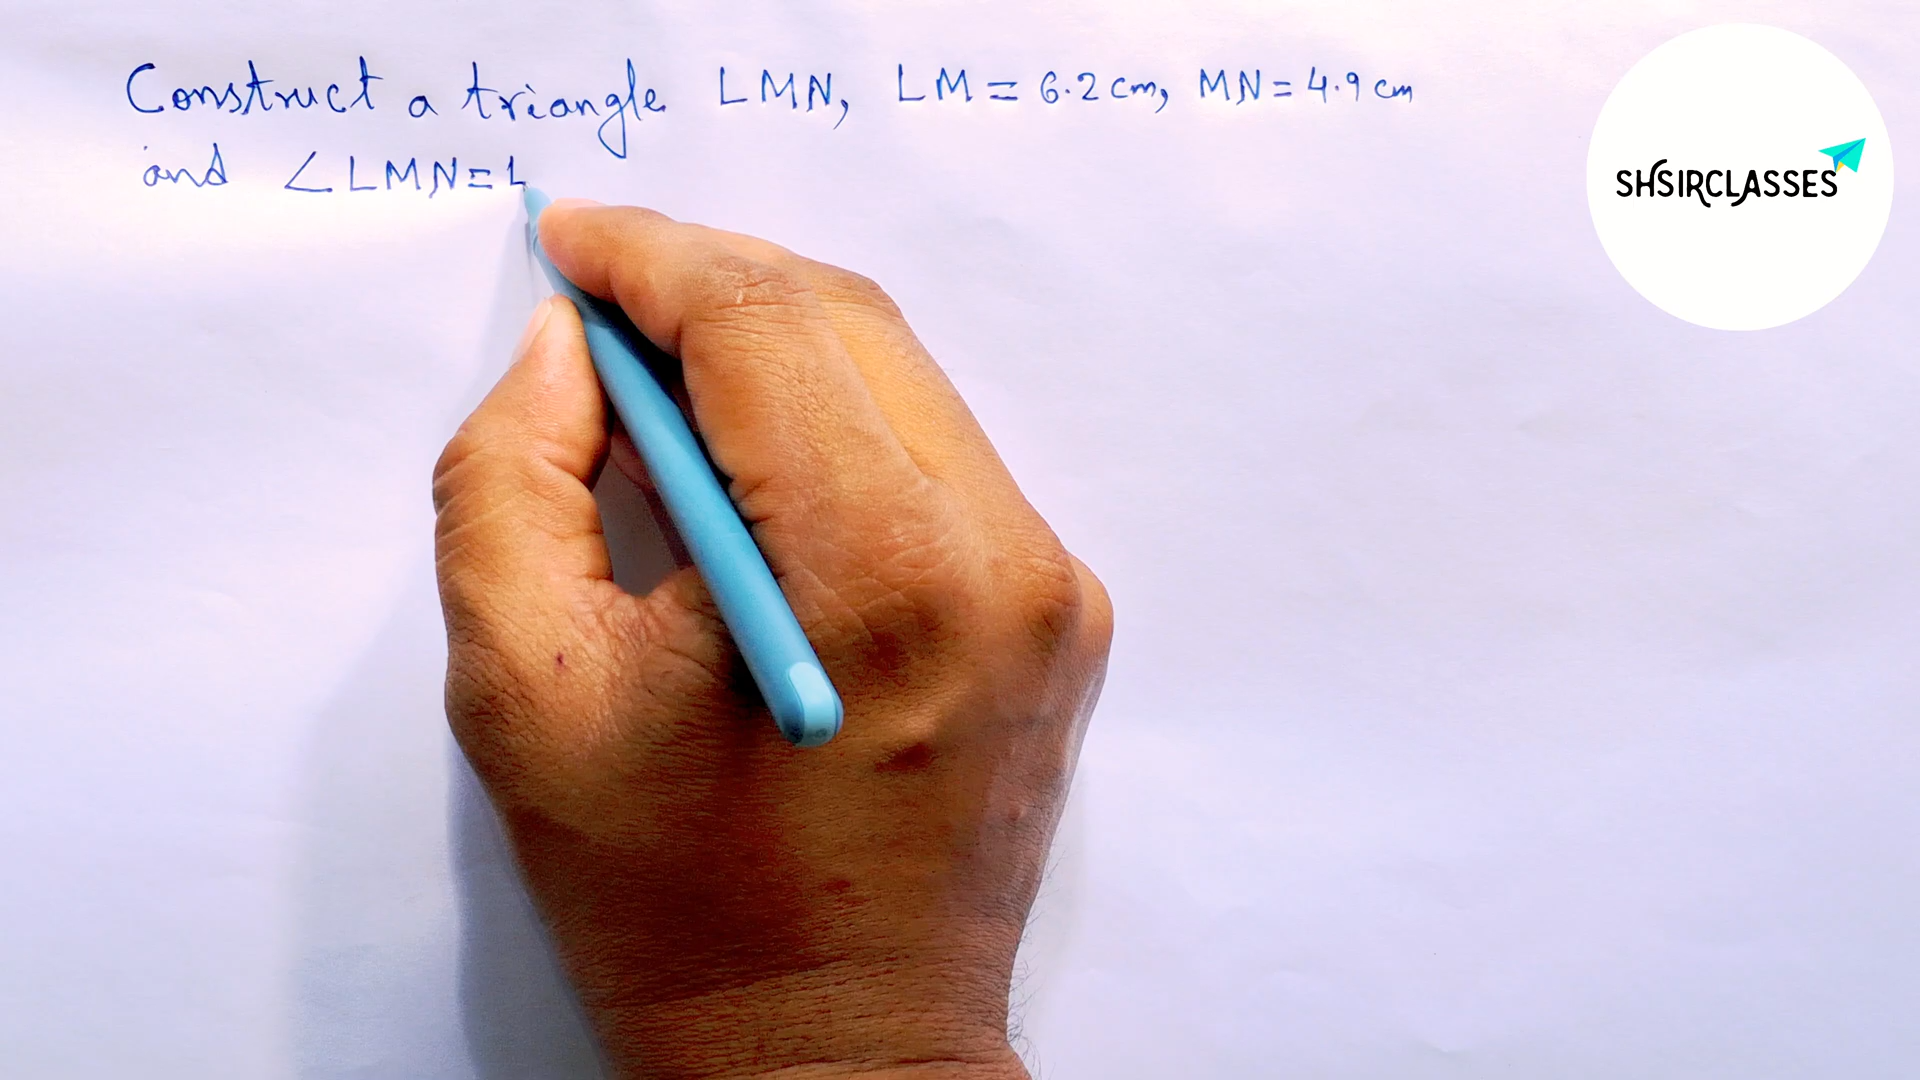 Construct a triangle LMN, LM = 6.2 cm, MN = 4.9 cm
and ∠LMN =
SHSIRCLASSES